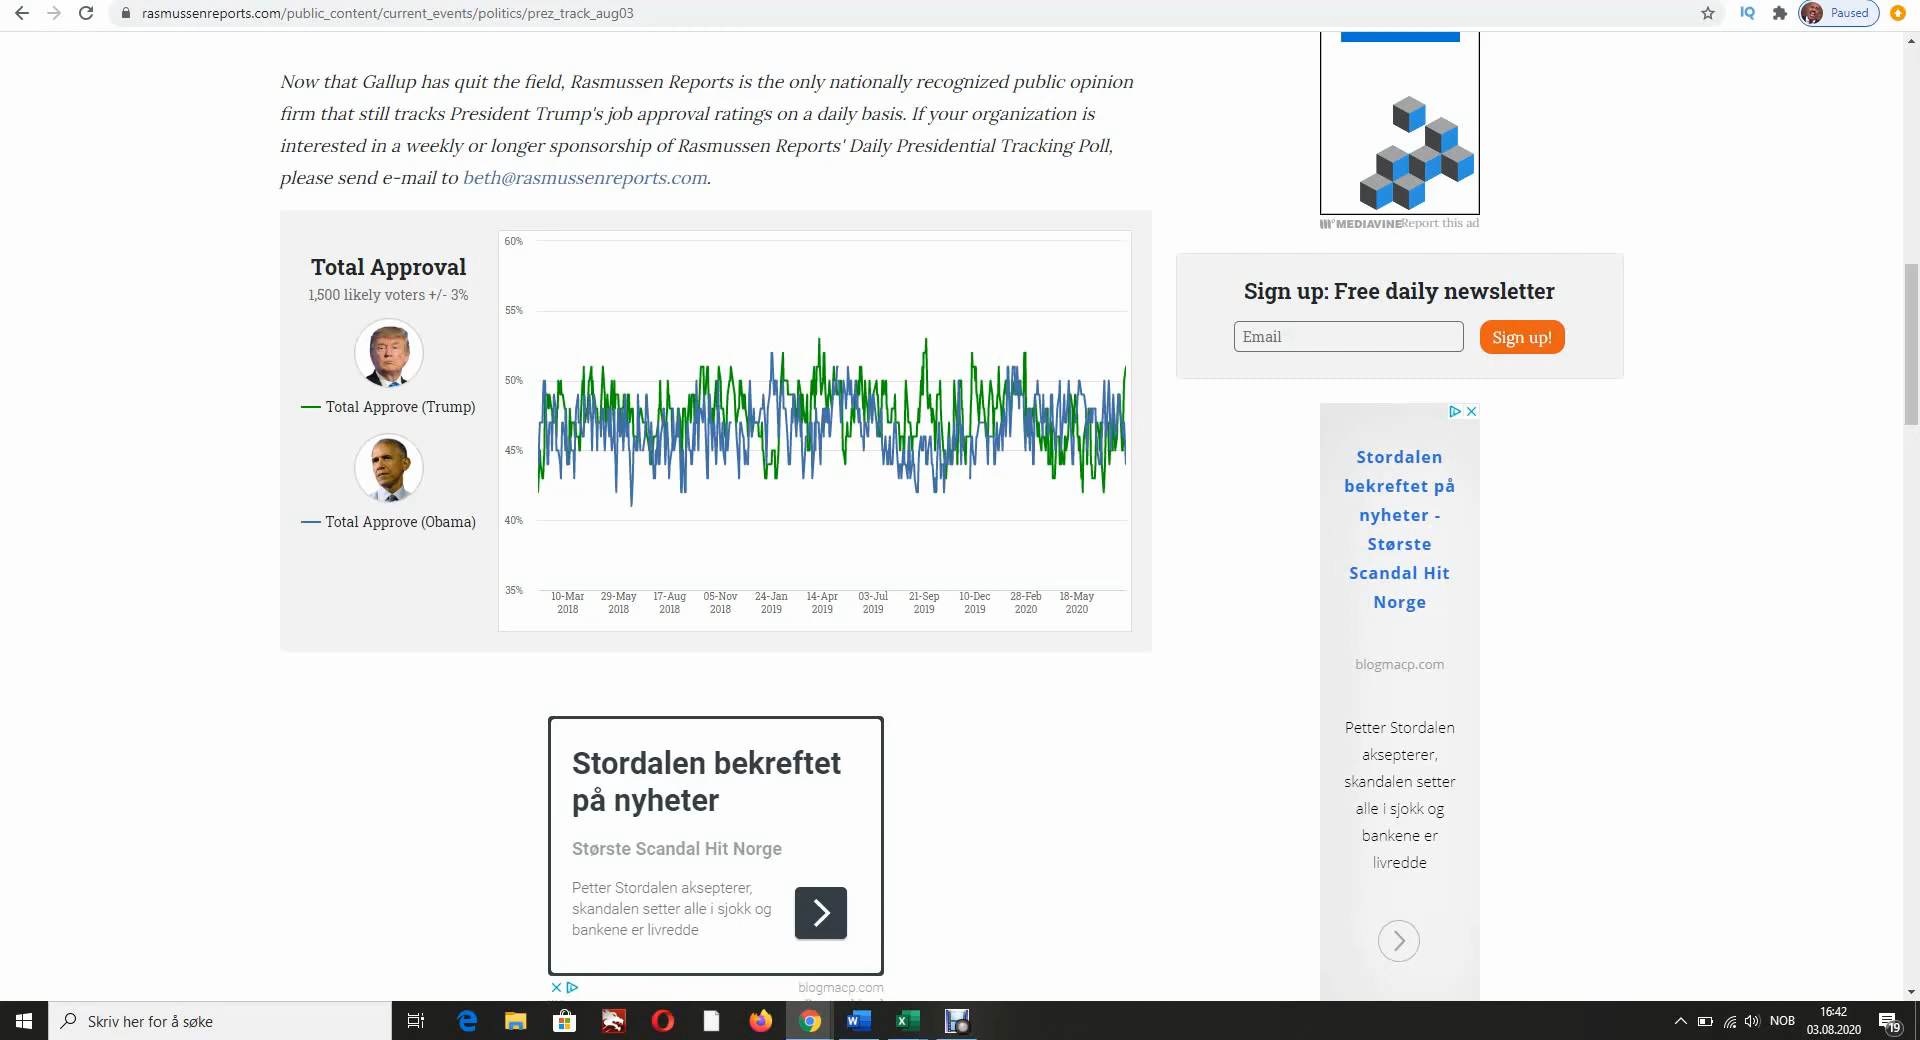 rasmussenreports.com/public_content/current_events/politics/prez_track_aug03
IQ
Paused
Now that Gallup has quit the field, Rasmussen Reports is the only nationally recognized public opinion
firm that still tracks President Trump's job approval ratings on a daily basis. If your organization is
interested in a weekly or longer sponsorship of Rasmussen Reports' Daily Presidential Tracking Poll,
please send e-mail to beth@rasmussenreports.com.
Total Approval
1,500 likely voters +/- 3%
Total Approve (Trump)
Total Approve (Obama)
60%
55%
50%
45%
40%
35%
10-Mar 29-May 17-Aug 05-Nov 24-Jan 14-Apr 03-Jul 21-Sep 10-Dec 28-Feb 18-May
2018 2018 2018 2018 2019 2019 2019 2019 2019 2020 2020
MEDIAVINE Report this ad
Sign up: Free daily newsletter
Email
Sign up!
Stordalen
bekreftet på
nyheter -
Største
Scandal Hit
Norge
blogmacp.com
Petter Stordalen
aksepterer,
skandalen setter
alle i sjokk og
bankene er
livredde
Stordalen bekreftet
på nyheter
Største Scandal Hit Norge
Petter Stordalen aksepterer,
skandalen setter alle i sjokk og
bankene er livredde
blogmacp.com
Skriv her for å søke
NOB
16:42
03.08.2020
19